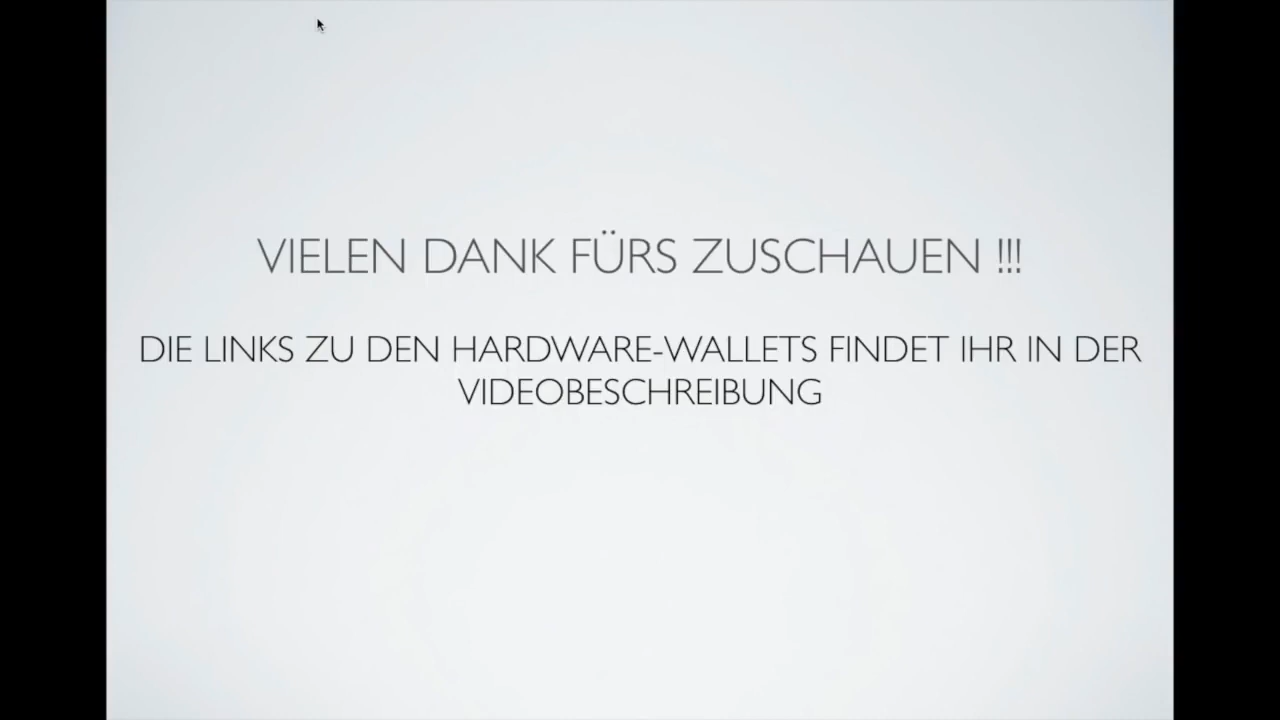 VIELEN DANK FÜRS ZUSCHAUEN !!!
DIE LINKS ZU DEN HARDWARE-WALLETS FINDET IHR IN DER
VIDEOBESCHREIBUNG